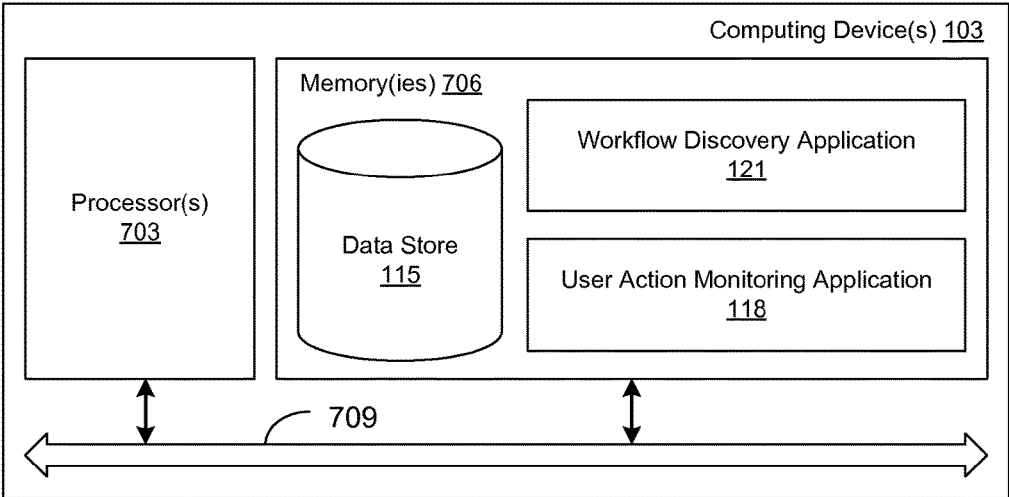 Computing Device(s) 103
Processor(s)
703
Memory(ies) 706
Data Store
115
Workflow Discovery Application
121
User Action Monitoring Application
118
709